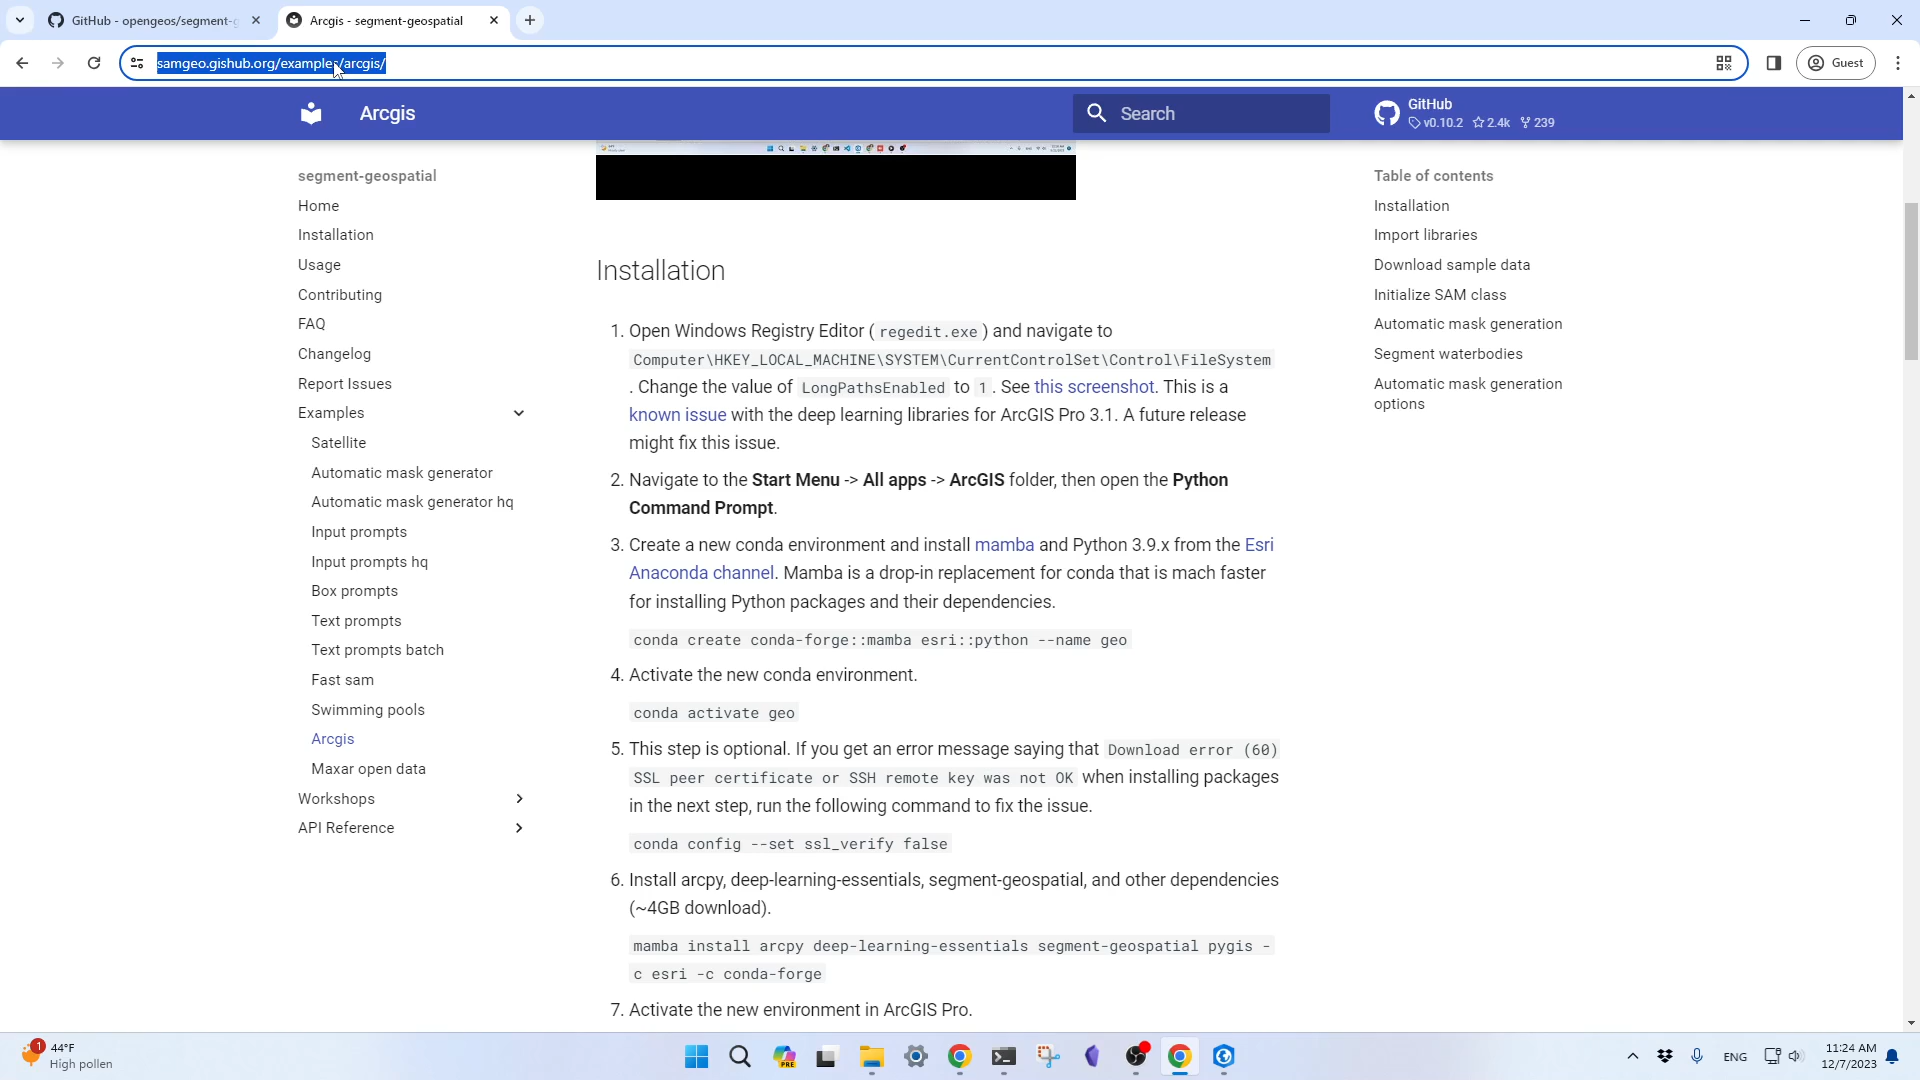 GitHub - opengeos/segment-g
Arcgis - segment-geospatial
samgeo.gishub.org/examples/arcgis/
Guest
Arcgis
Search
GitHub
v0.10.2 2.4k 239
segment-geospatial
Home
Installation
Usage
Contributing
FAQ
Changelog
Report Issues
Examples
Satellite
Automatic mask generator
Automatic mask generator hq
Input prompts
Input prompts hq
Box prompts
Text prompts
Text prompts batch
Fast sam
Swimming pools
Arcgis
Maxar open data
Workshops
API Reference
Installation
1. Open Windows Registry Editor ( regedit.exe ) and navigate to
Computer\HKEY_LOCAL_MACHINE\SYSTEM\CurrentControlSet\Control\FileSystem
. Change the value of LongPathsEnabled to 1 . See this screenshot. This is a
known issue with the deep learning libraries for ArcGIS Pro 3.1. A future release
might fix this issue.
2. Navigate to the Start Menu -> All apps -> ArcGIS folder, then open the Python
Command Prompt.
3. Create a new conda environment and install mamba and Python 3.9.x from the Esri
Anaconda channel. Mamba is a drop-in replacement for conda that is mach faster
for installing Python packages and their dependencies.
conda create conda-forge::mamba esri::python --name geo
4. Activate the new conda environment.
conda activate geo
5. This step is optional. If you get an error message saying that Download error (60)
SSL peer certificate or SSH remote key was not OK when installing packages
in the next step, run the following command to fix the issue.
conda config --set ssl_verify false
6. Install arcpy, deep-learning-essentials, segment-geospatial, and other dependencies
(~4GB download).
mamba install arcpy deep-learning-essentials segment-geospatial pygis -
c esri -c conda-forge
7. Activate the new environment in ArcGIS Pro.
Table of contents
Installation
Import libraries
Download sample data
Initialize SAM class
Automatic mask generation
Segment waterbodies
Automatic mask generation
options
1
44°F
High pollen
PRE
ENG
11:24 AM
12/7/2023